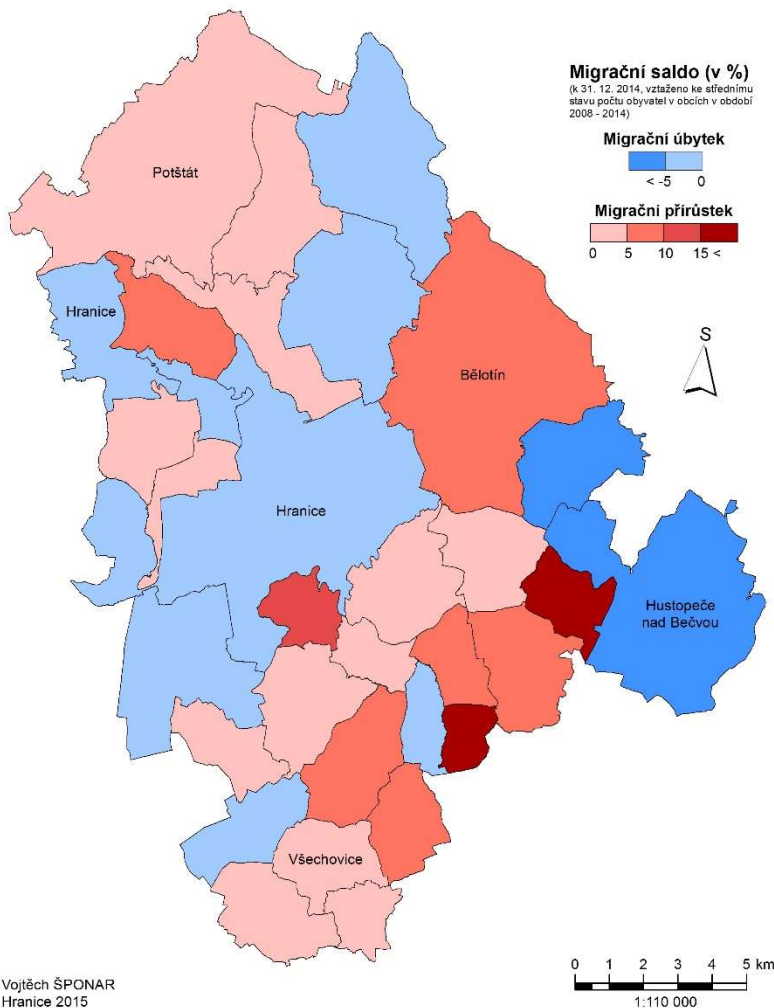 Migrační saldo (v %)
(k 31. 12. 2014, vztaženo ke střednímu
stavu počtu obyvatel v obcích v období
2008 - 2014)
Migrační úbytek
< -5 0
Migrační přírůstek
0 5 10 15 <
S
Potštát
Hranice
Bělotín
Hranice
Hustopeče
nad Bečvou
Všechovice
Vojtěch ŠPONAR
Hranice 2015
0 1 2 3 4 5 km
1:110 000